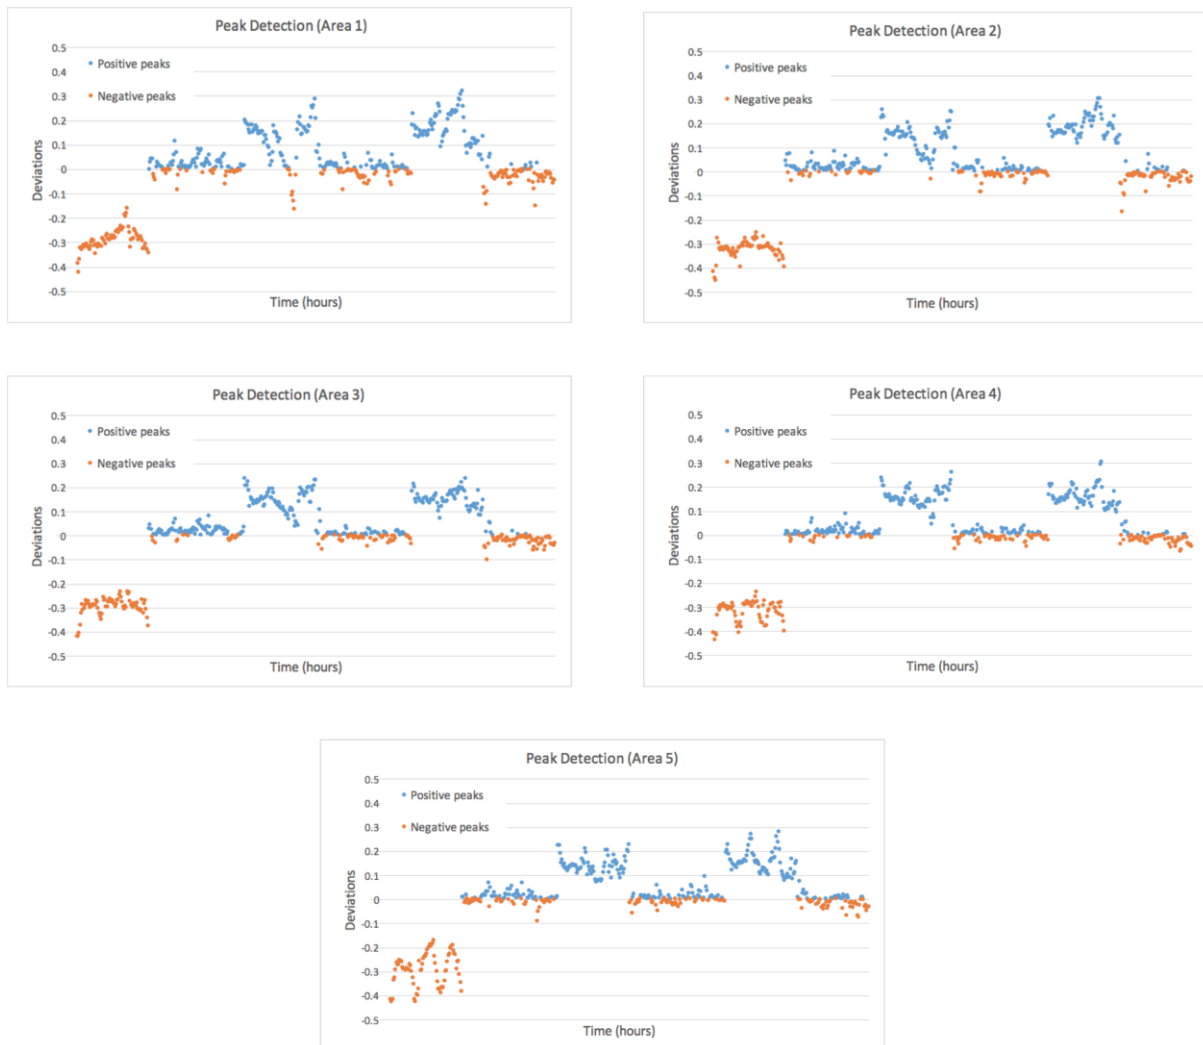 Peak Detection (Area 1)
0.5
Positive peaks
0.4
Negative peaks
0.3
0.2
0.1
0
-0.1
-0.2
-0.3
-0.4
-0.5
Deviations
Time (hours)
Peak Detection (Area 2)
0.5
Positive peaks
0.4
Negative peaks
0.3
0.2
0.1
0
-0.1
-0.2
-0.3
-0.4
-0.5
Deviations
Time (hours)
Peak Detection (Area 3)
0.5
Positive peaks
0.4
Negative peaks
0.3
0.2
0.1
0
-0.1
-0.2
-0.3
-0.4
-0.5
Deviations
Time (hours)
Peak Detection (Area 4)
0.5
Positive peaks
0.4
Negative peaks
0.3
0.2
0.1
0
-0.1
-0.2
-0.3
-0.4
-0.5
Deviations
Time (hours)
Peak Detection (Area 5)
0.5
Positive peaks
0.4
Negative peaks
0.3
0.2
0.1
0
-0.1
-0.2
-0.3
-0.4
-0.5
Deviations
Time (hours)